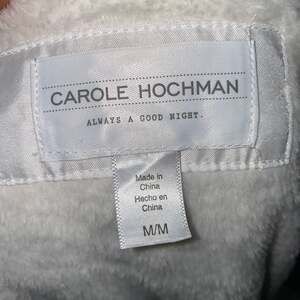 CAROLE HOCHMAN
ALWAYS A GOOD NIGHT.
Made in
China
Hecho en
China
M/M